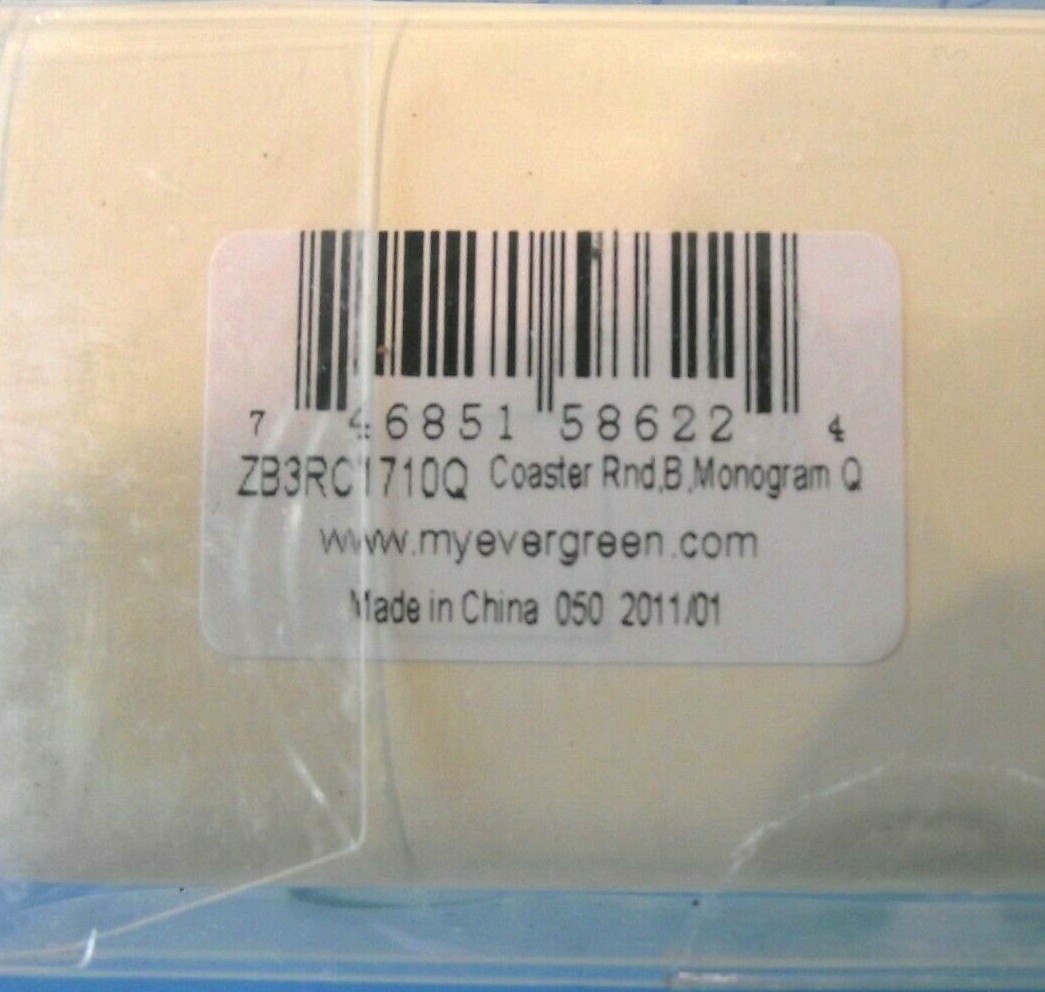 7 46851 58622 4
ZB3RC1710Q Coaster Rnd,B,Monogram Q
www.myevergreen.com
Made in China 050 2011/01